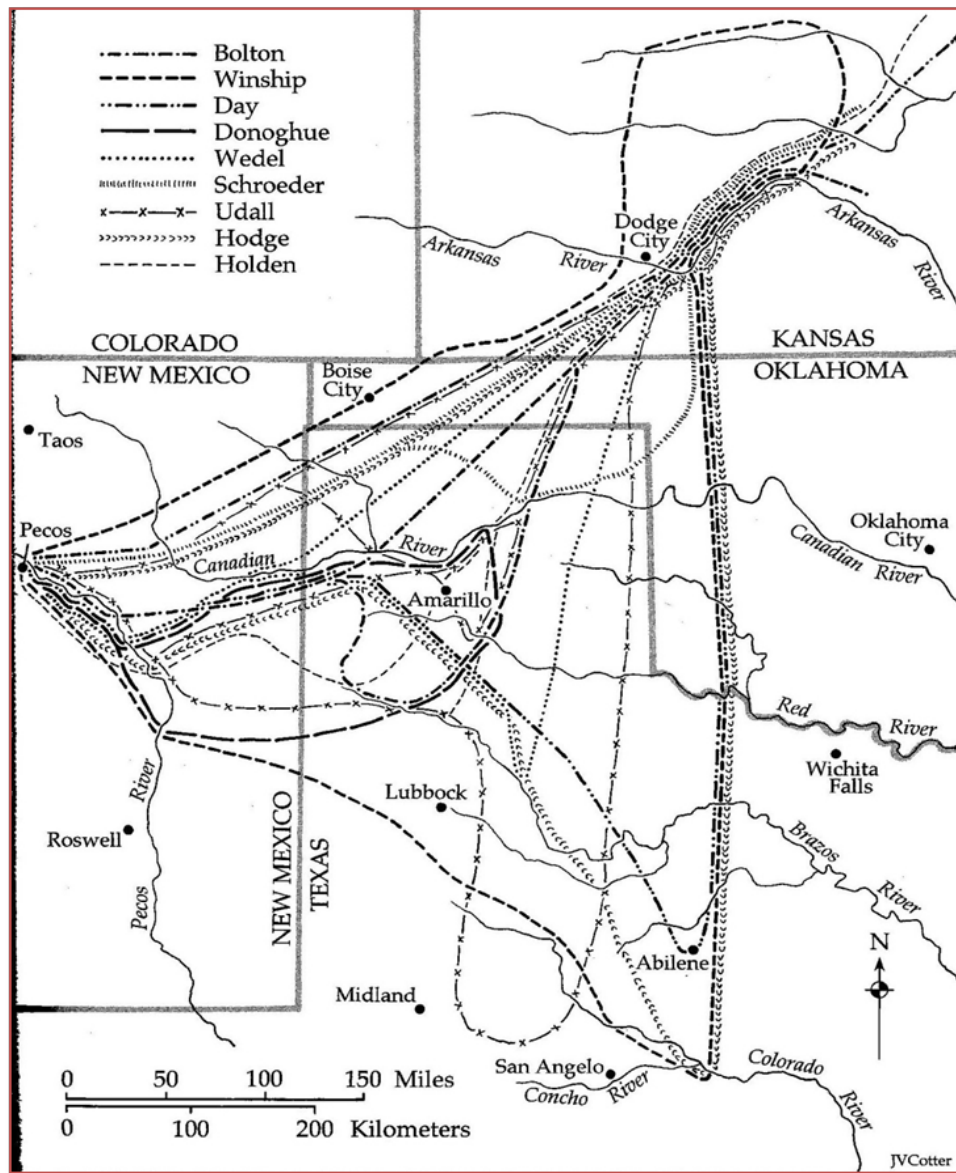 Bolton
Winship
Day
Donoghue
Wedel
Schroeder
Udall
Hodge
Holden
Dodge
City
Arkansas
River
Arkansas
River
COLORADO
NEW MEXICO
KANSAS
OKLAHOMA
Boise
City
Taos
Pecos
Canadian
River
Oklahoma
City
Canadian
River
Amarillo
Red
River
Wichita
Falls
Lubbock
Roswell
River
Pecos
NEW MEXICO
TEXAS
Brazos
River
Abilene
N
Midland
San Angelo
Concho
River
Colorado
River
0 50 100 150 Miles
0 100 200 Kilometers
JVCotter